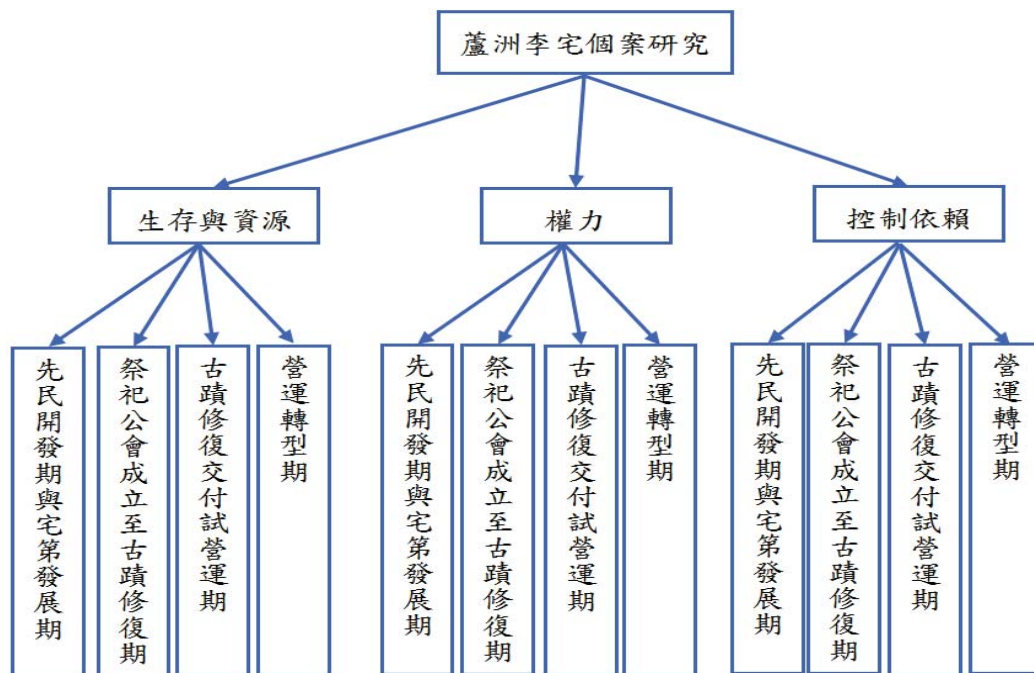 蘆洲李宅個案研究
生存與資源
權力
控制依賴
先民開發期與宅第發展期
祭祀公會成立至古蹟修復期
古蹟修復交付試營運期
營運轉型期
先民開發期與宅第發展期
祭祀公會成立至古蹟修復期
古蹟修復交付試營運期
營運轉型期
先民開發期與宅第發展期
祭祀公會成立至古蹟修復期
古蹟修復交付試營運期
營運轉型期